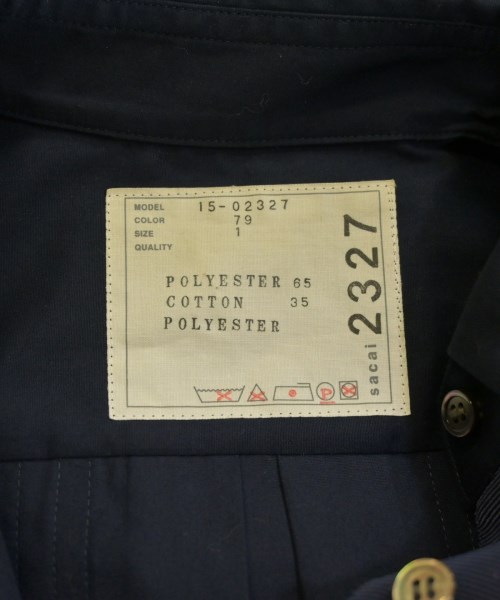 MODEL 15-02327
COLOR 79
SIZE 1
QUALITY
POLYESTER 65
COTTON 35
POLYESTER
P
sacai 2327